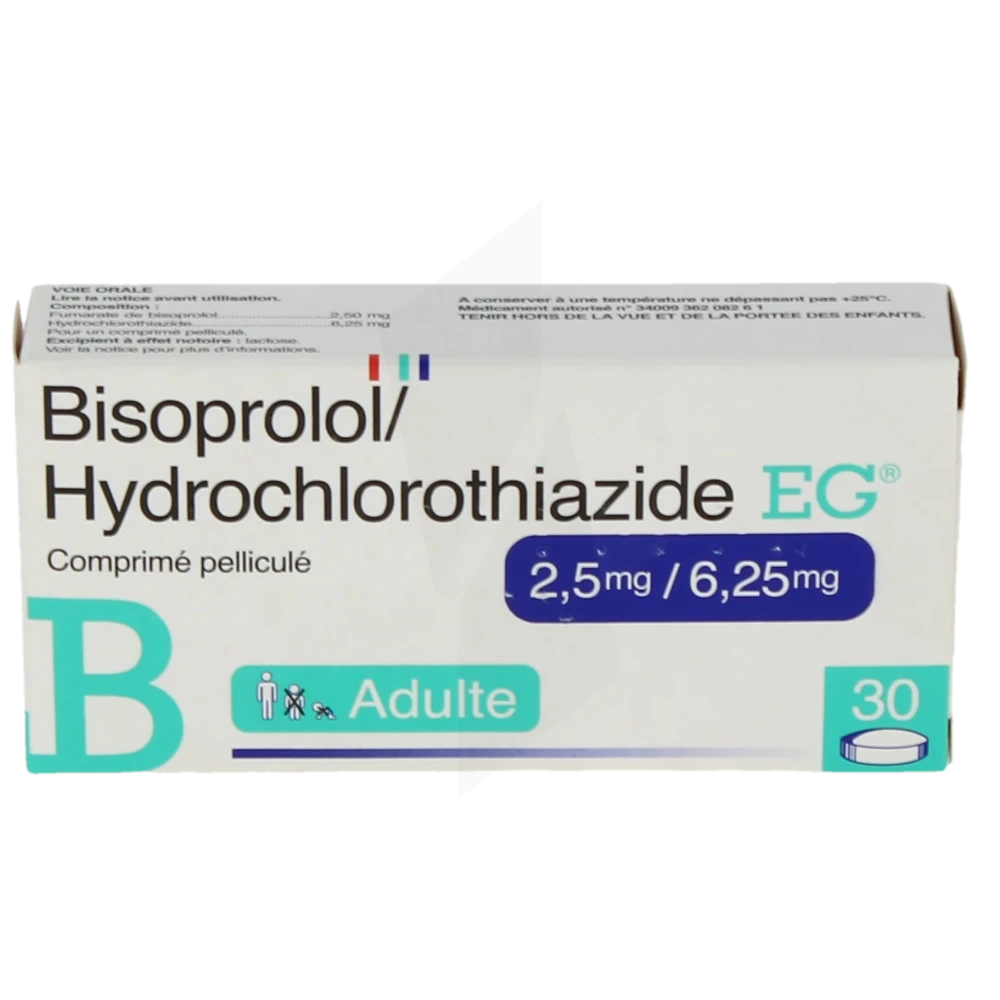 VOIE ORALE
Lire la notice avant utilisation.
Composition :
Fumarate de bisoprolol....................2,50 mg
Hydrochlorothiazide.........................6,25 mg
Pour un comprimé pelliculé.
Excipient à effet notoire : lactose.
Voir la notice pour plus d'informations.
A conserver à une température ne dépassant pas +25°C.
Médicament autorisé n° 34009 362 082 6 1
TENIR HORS DE LA VUE ET DE LA PORTEE DES ENFANTS.
Bisoprolol/
Hydrochlorothiazide EG®
Comprimé pelliculé
2,5mg / 6,25mg
B
Adulte
30